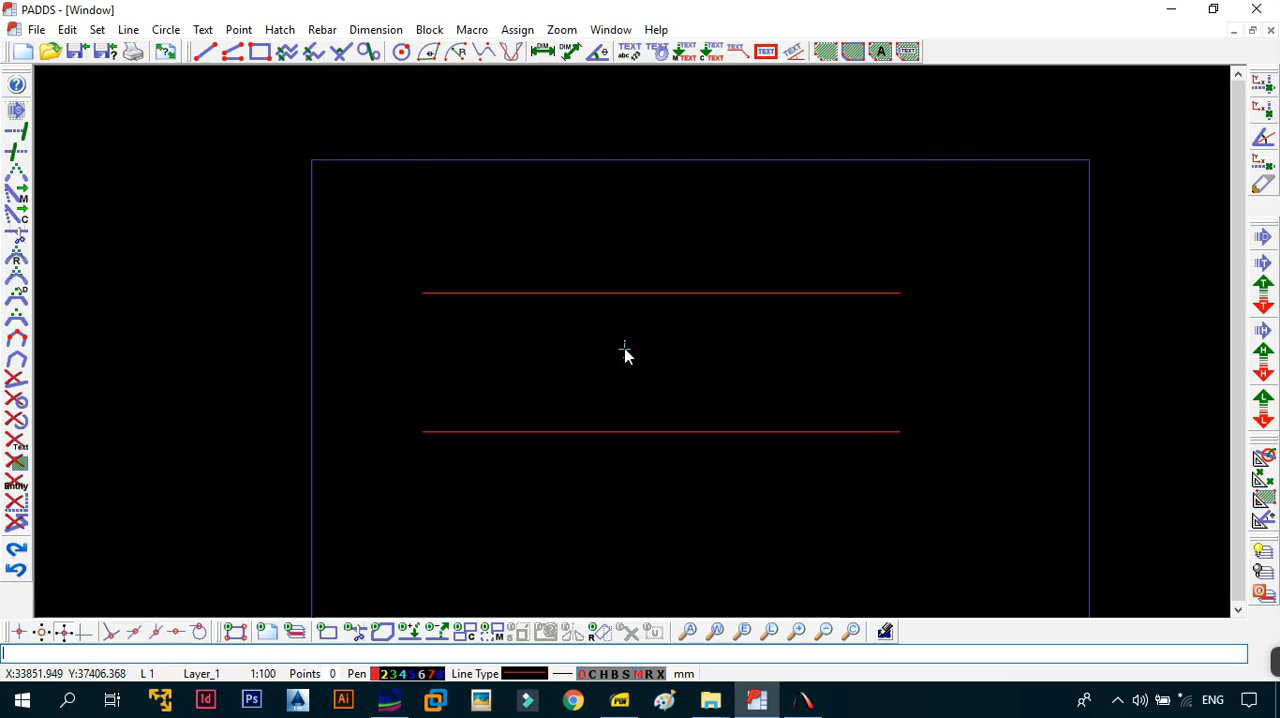 PADDS - [Window]
File Edit Set Line Circle Text Point Hatch Rebar Dimension Block Macro Assign Zoom Window Help
X:33851.949 Y:37406.368 L 1 Layer_1 1:100 Points 0 Pen 1 2 3 4 5 6 7 8 Line Type O C H B S M R X mm
ENG